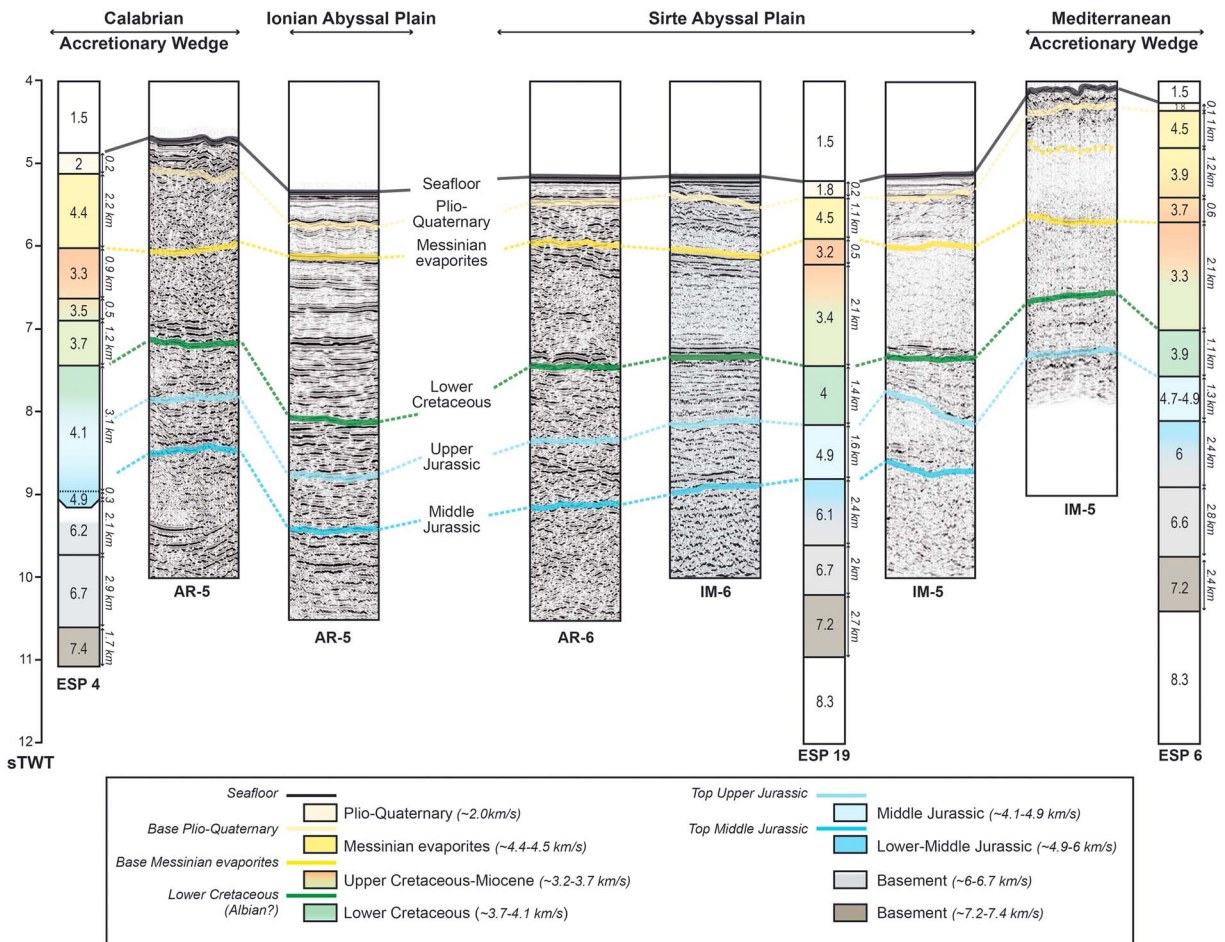 Calabrian
Accretionary Wedge
Ionian Abyssal Plain
Sirte Abyssal Plain
Mediterranean
Accretionary Wedge
4
5
6
7
8
9
10
11
12
sTWT
1.5
2
4.4
3.3
3.5
3.7
4.1
4.9
6.2
6.7
7.4
0.2
2.2 km
0.9 km
0.5
1.2 km
3.1 km
0.3
2.1 km
2.9 km
1.7 km
ESP 4
AR-5
AR-5
Seafloor
Plio-
Quaternary
Messinian
evaporites
Lower
Cretaceous
Upper
Jurassic
Middle
Jurassic
AR-6
IM-6
1.5
1.8
4.5
3.2
3.4
4
4.9
6.1
6.7
7.2
8.3
0.2
1.1 km
0.5
2.1 km
1.4 km
1.6 km
2.4 km
2 km
2.7 km
ESP 19
IM-5
IM-5
1.5
1.8
4.5
3.9
3.7
3.3
3.9
4.7-4.9
6
6.6
7.2
8.3
0.1
1 km
1.2 km
0.6
2.1 km
1.1 km
1.3 km
2.4 km
2.8 km
2.4 km
ESP 6
Seafloor
Plio-Quaternary (~2.0km/s)
Base Plio-Quaternary
Messinian evaporites (~4.4-4.5 km/s)
Base Messinian evaporites
Upper Cretaceous-Miocene (~3.2-3.7 km/s)
Lower Cretaceous
(Albian?)
Lower Cretaceous (~3.7-4.1 km/s)
Top Upper Jurassic
Middle Jurassic (~4.1-4.9 km/s)
Top Middle Jurassic
Lower-Middle Jurassic (~4.9-6 km/s)
Basement (~6-6.7 km/s)
Basement (~7.2-7.4 km/s)